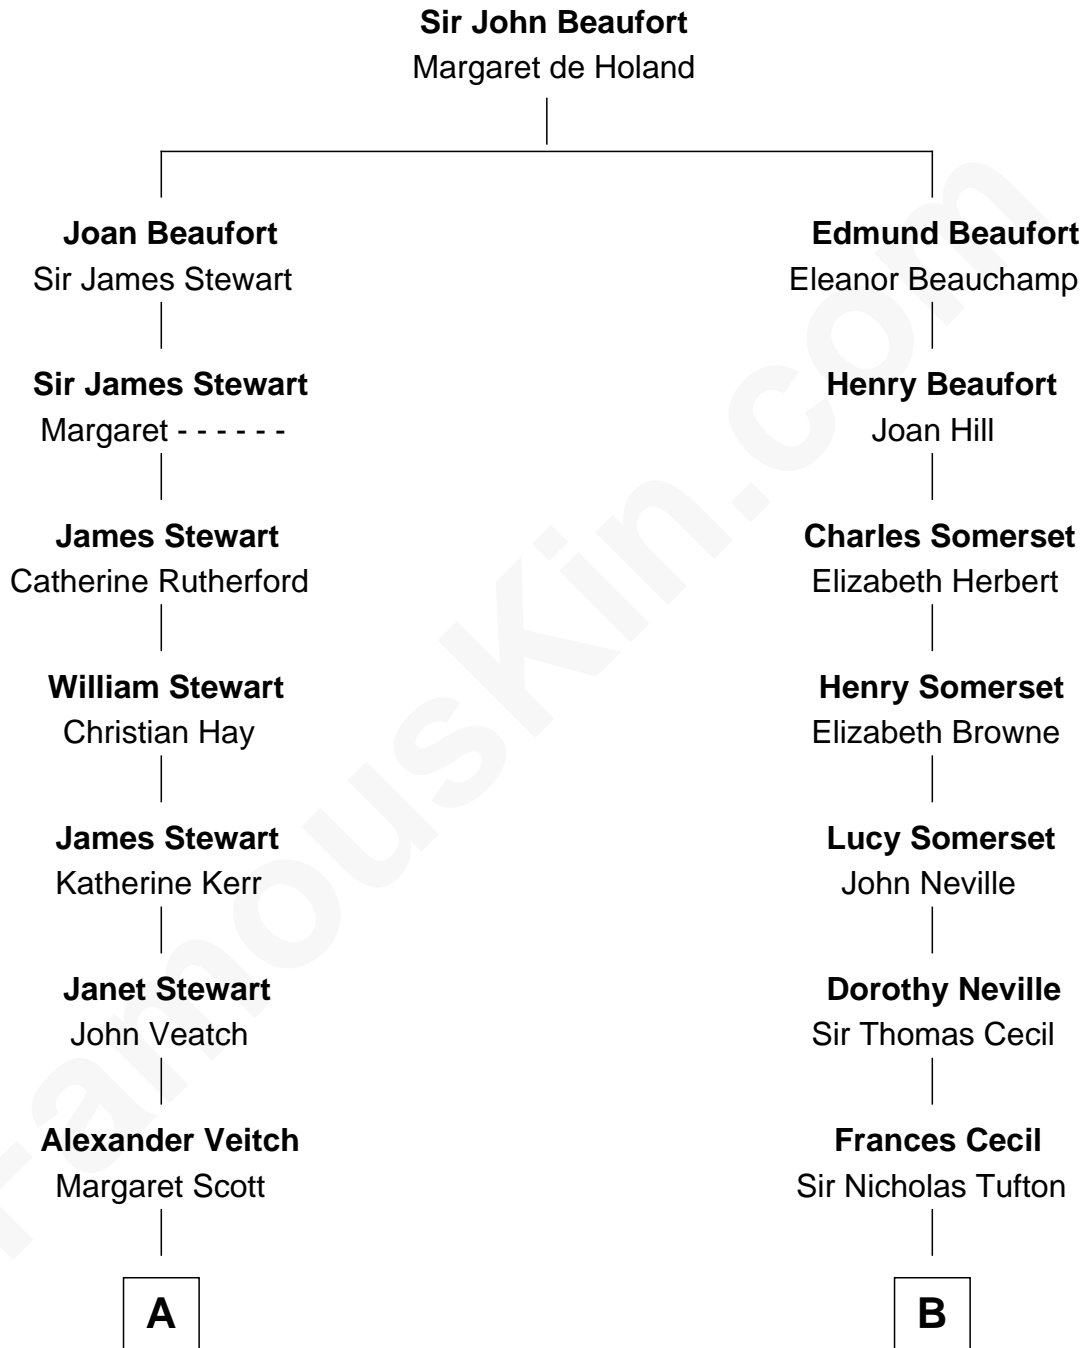 Sir John Beaufort
Margaret de Holand
Joan Beaufort
Sir James Stewart
Edmund Beaufort
Eleanor Beauchamp
Sir James Stewart
Margaret - - - - - -
Henry Beaufort
Joan Hill
James Stewart
Catherine Rutherford
Charles Somerset
Elizabeth Herbert
William Stewart
Christian Hay
Henry Somerset
Elizabeth Browne
James Stewart
Katherine Kerr
Lucy Somerset
John Neville
Janet Stewart
John Veatch
Dorothy Neville
Sir Thomas Cecil
Alexander Veitch
Margaret Scott
Frances Cecil
Sir Nicholas Tufton
A
B
FamousKin.com